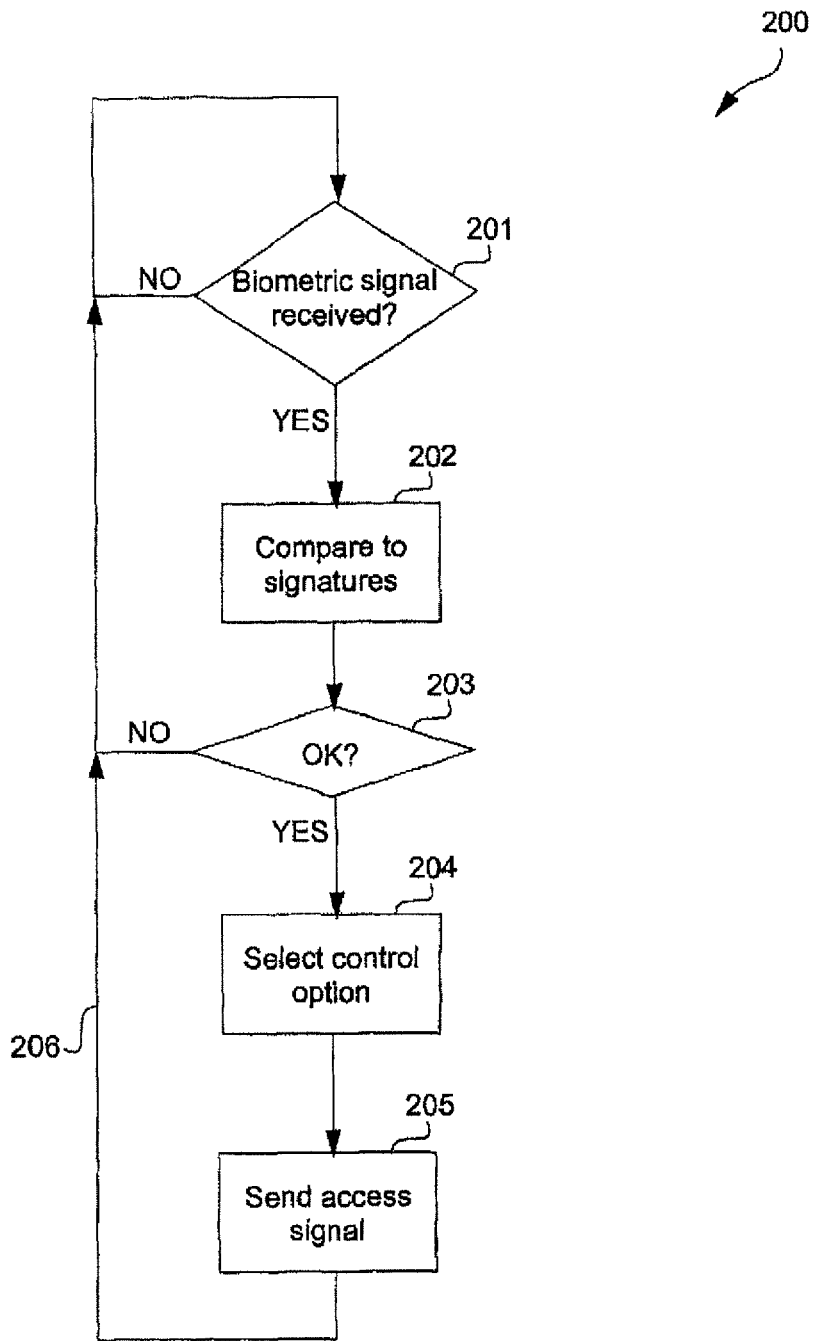 200
201
NO
Biometric signal
received?
YES
202
Compare to
signatures
203
NO
OK?
YES
204
Select control
option
206
205
Send access
signal